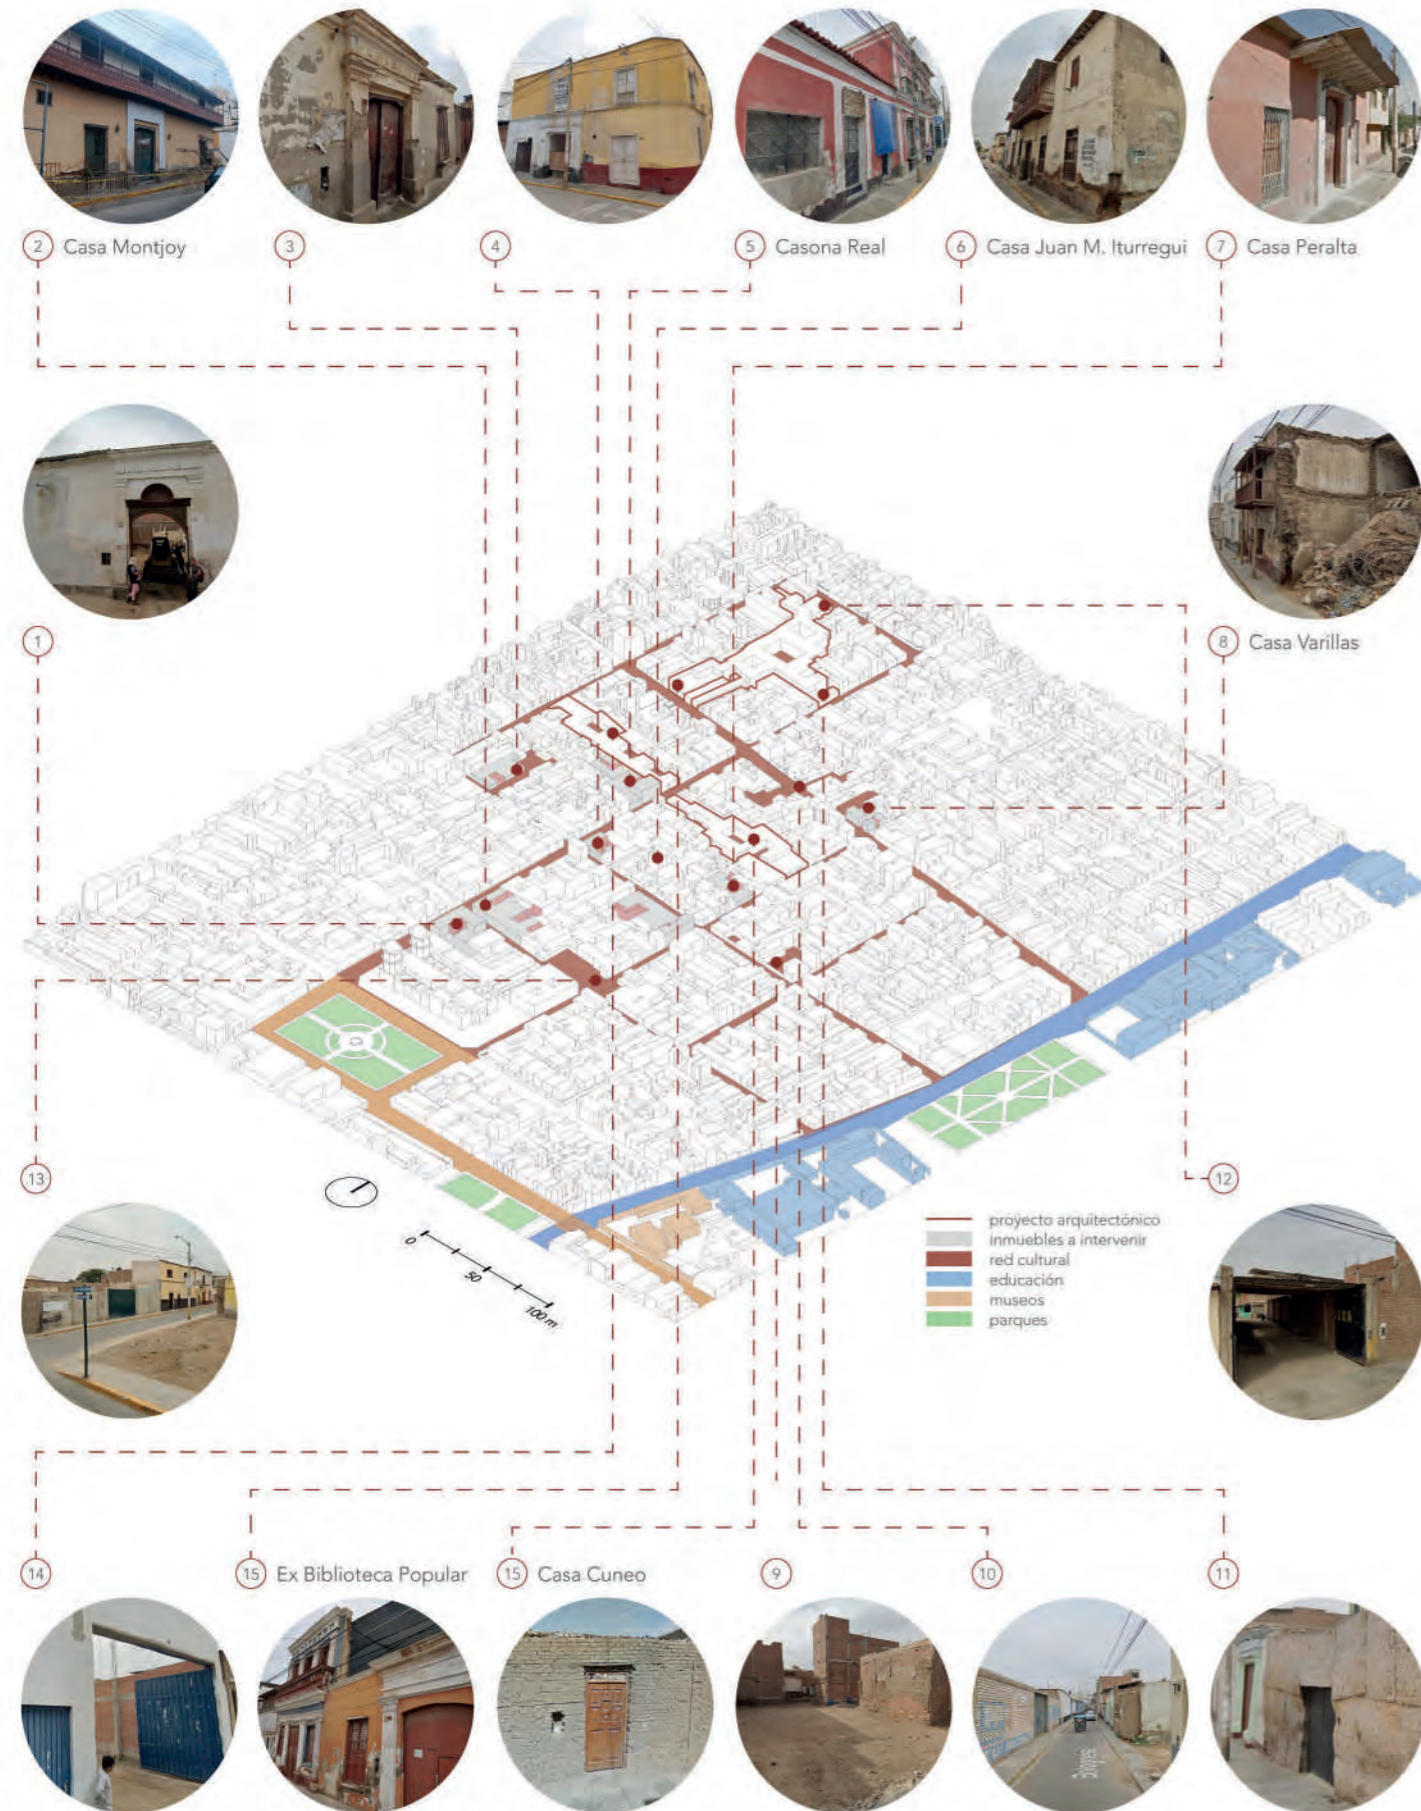 2 Casa Montjoy
3
4
5 Casona Real
6 Casa Juan M. Iturregui
7 Casa Peralta
1
8 Casa Varillas
13
12
0
50
100 m
proyecto arquitectónico
inmuebles a intervenir
red cultural
educación
museos
parques
14
15 Ex Biblioteca Popular
15 Casa Cuneo
9
10
11